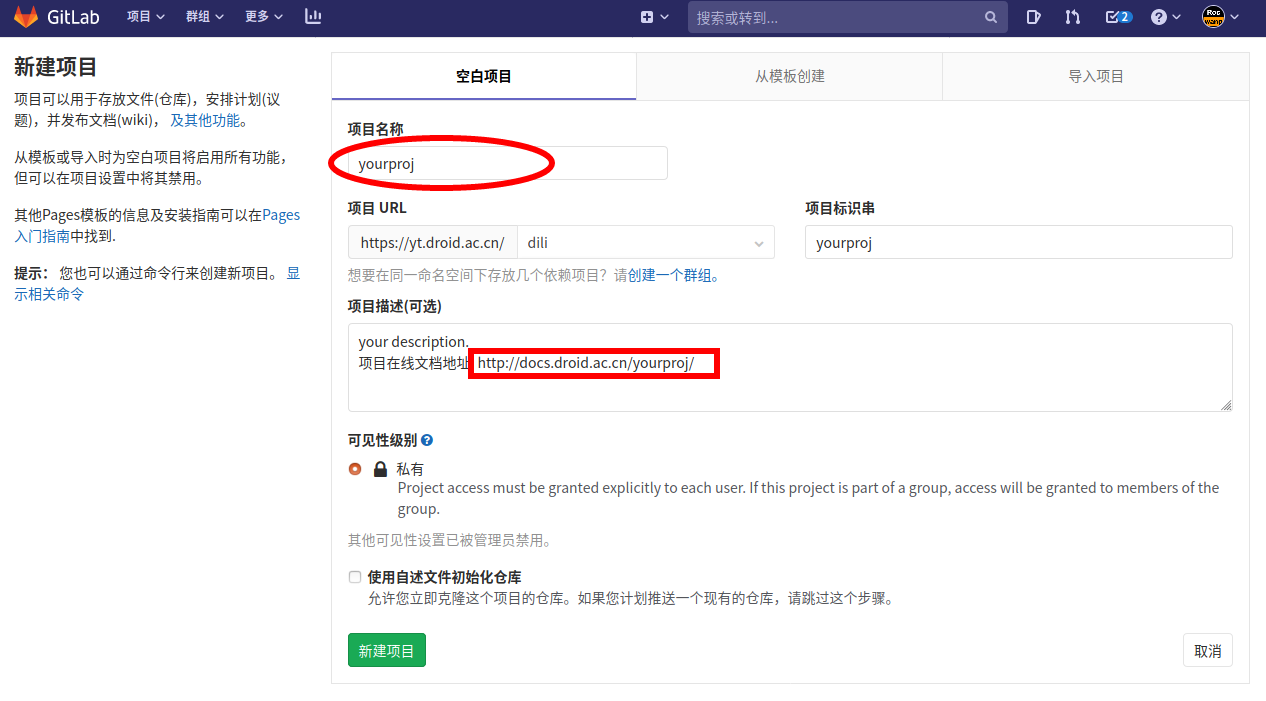 GitLab 项目 群组 更多 搜索或转到... 2 Roc wang
新建项目
项目可以用于存放文件(仓库)，安排计划(议
题)，并发布文档(wiki)， 及其他功能。
从模板或导入时为空白项目将启用所有功能，
但可以在项目设置中将其禁用。
其他Pages模板的信息及安装指南可以在Pages
入门指南中找到.
提示： 您也可以通过命令行来创建新项目。 显
示相关命令
空白项目 从模板创建 导入项目
项目名称
yourproj
项目 URL
https://yt.droid.ac.cn/ dili
项目标识串
yourproj
想要在同一命名空间下存放几个依赖项目？请创建一个群组。
项目描述(可选)
your description.
项目在线文档地址 http://docs.droid.ac.cn/yourproj/
可见性级别
私有
Project access must be granted explicitly to each user. If this project is part of a group, access will be granted to members of the
group.
其他可见性设置已被管理员禁用。
使用自述文件初始化仓库
允许您立即克隆这个项目的仓库。如果您计划推送一个现有的仓库，请跳过这个步骤。
新建项目 取消